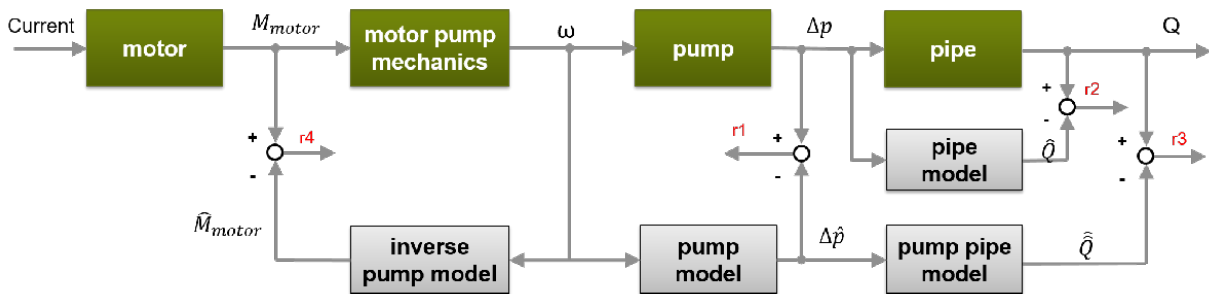 Current
motor
M_motor
motor pump
mechanics
ω
pump
Δp
pipe
Q
+
-
r2
+
-
r4
r1
+
-
pipe
model
Q̂
+
-
r3
M̂_motor
inverse
pump model
pump
model
Δp̂
pump pipe
model
Q̂̂